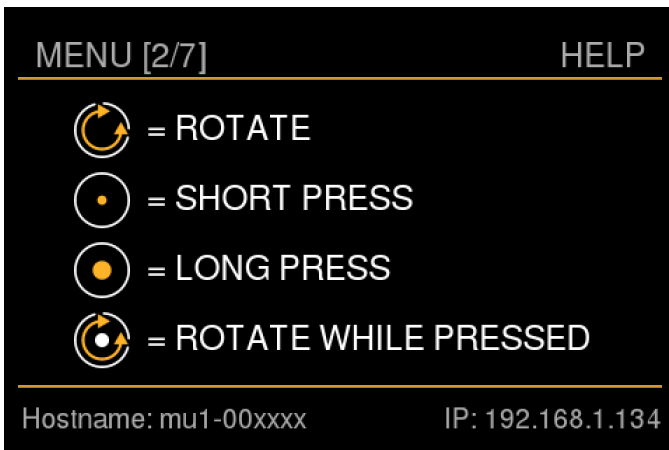 MENU [2/7] HELP
= ROTATE
= SHORT PRESS
= LONG PRESS
= ROTATE WHILE PRESSED
Hostname: mu1-00xxxx IP: 192.168.1.134